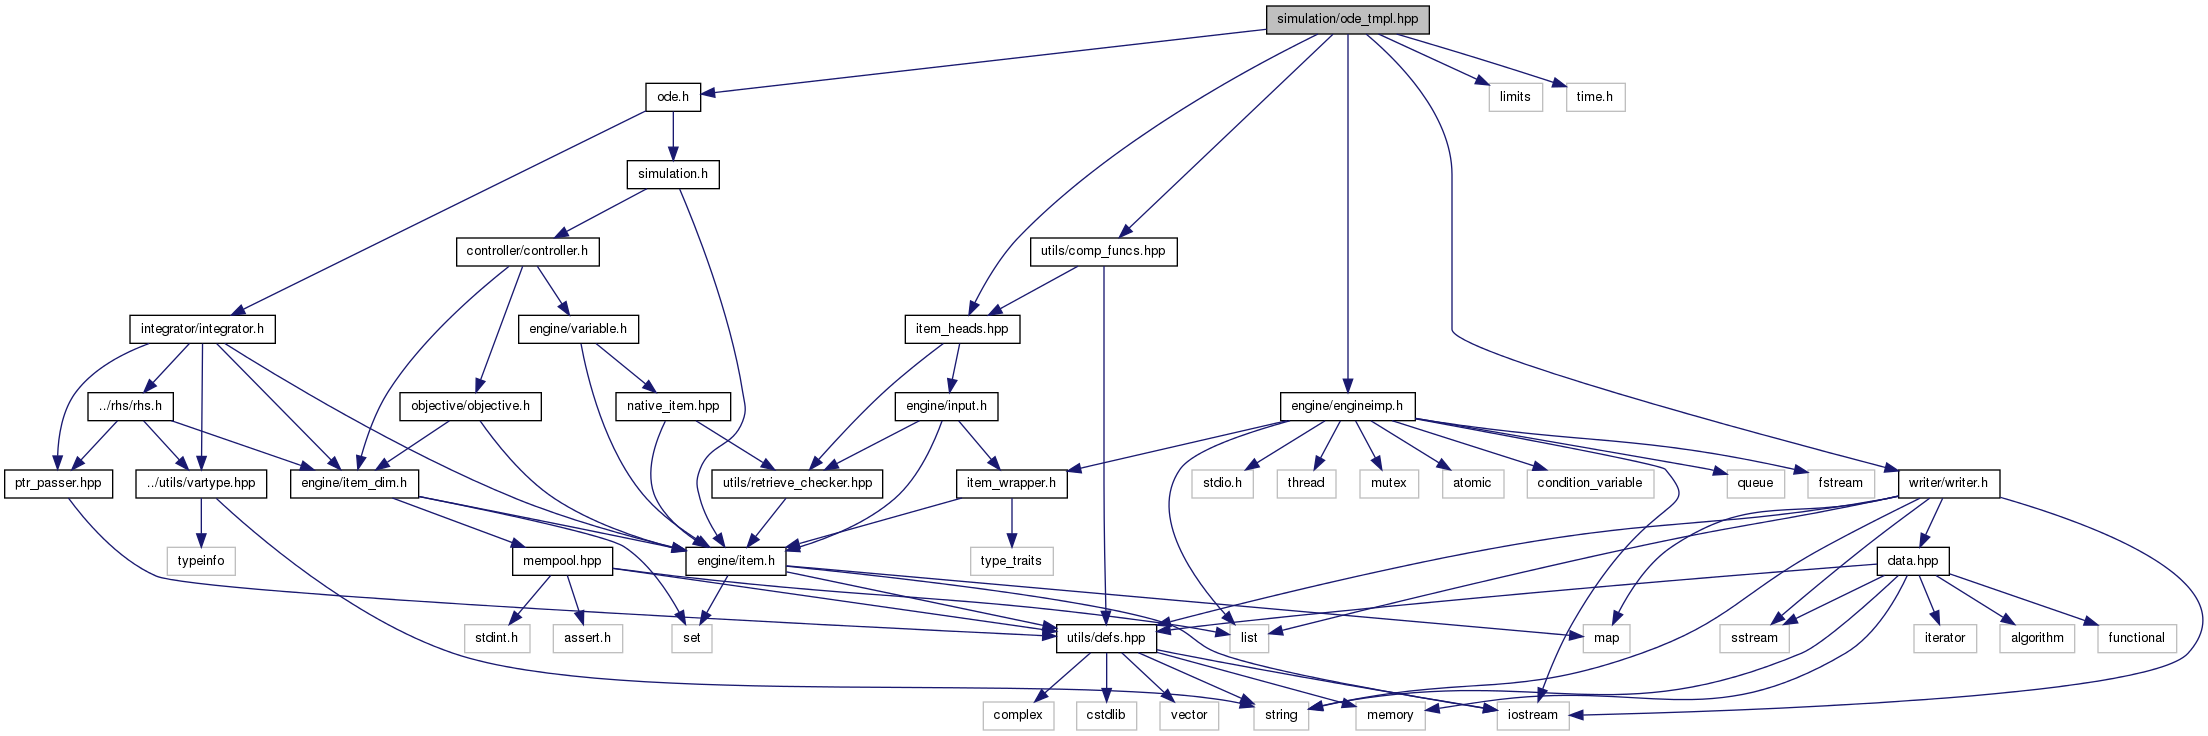 simulation/ode_tmpl.hpp
ode.h
limits
time.h
simulation.h
controller/controller.h
utils/comp_funcs.hpp
integrator/integrator.h
engine/variable.h
item_heads.hpp
../rhs/rhs.h
objective/objective.h
native_item.hpp
engine/input.h
engine/engineimp.h
ptr_passer.hpp
../utils/vartype.hpp
engine/item_dim.h
utils/retrieve_checker.hpp
item_wrapper.h
stdio.h
thread
mutex
atomic
condition_variable
queue
fstream
writer/writer.h
typeinfo
mempool.hpp
engine/item.h
type_traits
data.hpp
stdint.h
assert.h
set
utils/defs.hpp
list
map
sstream
iterator
algorithm
functional
complex
cstdlib
vector
string
memory
iostream